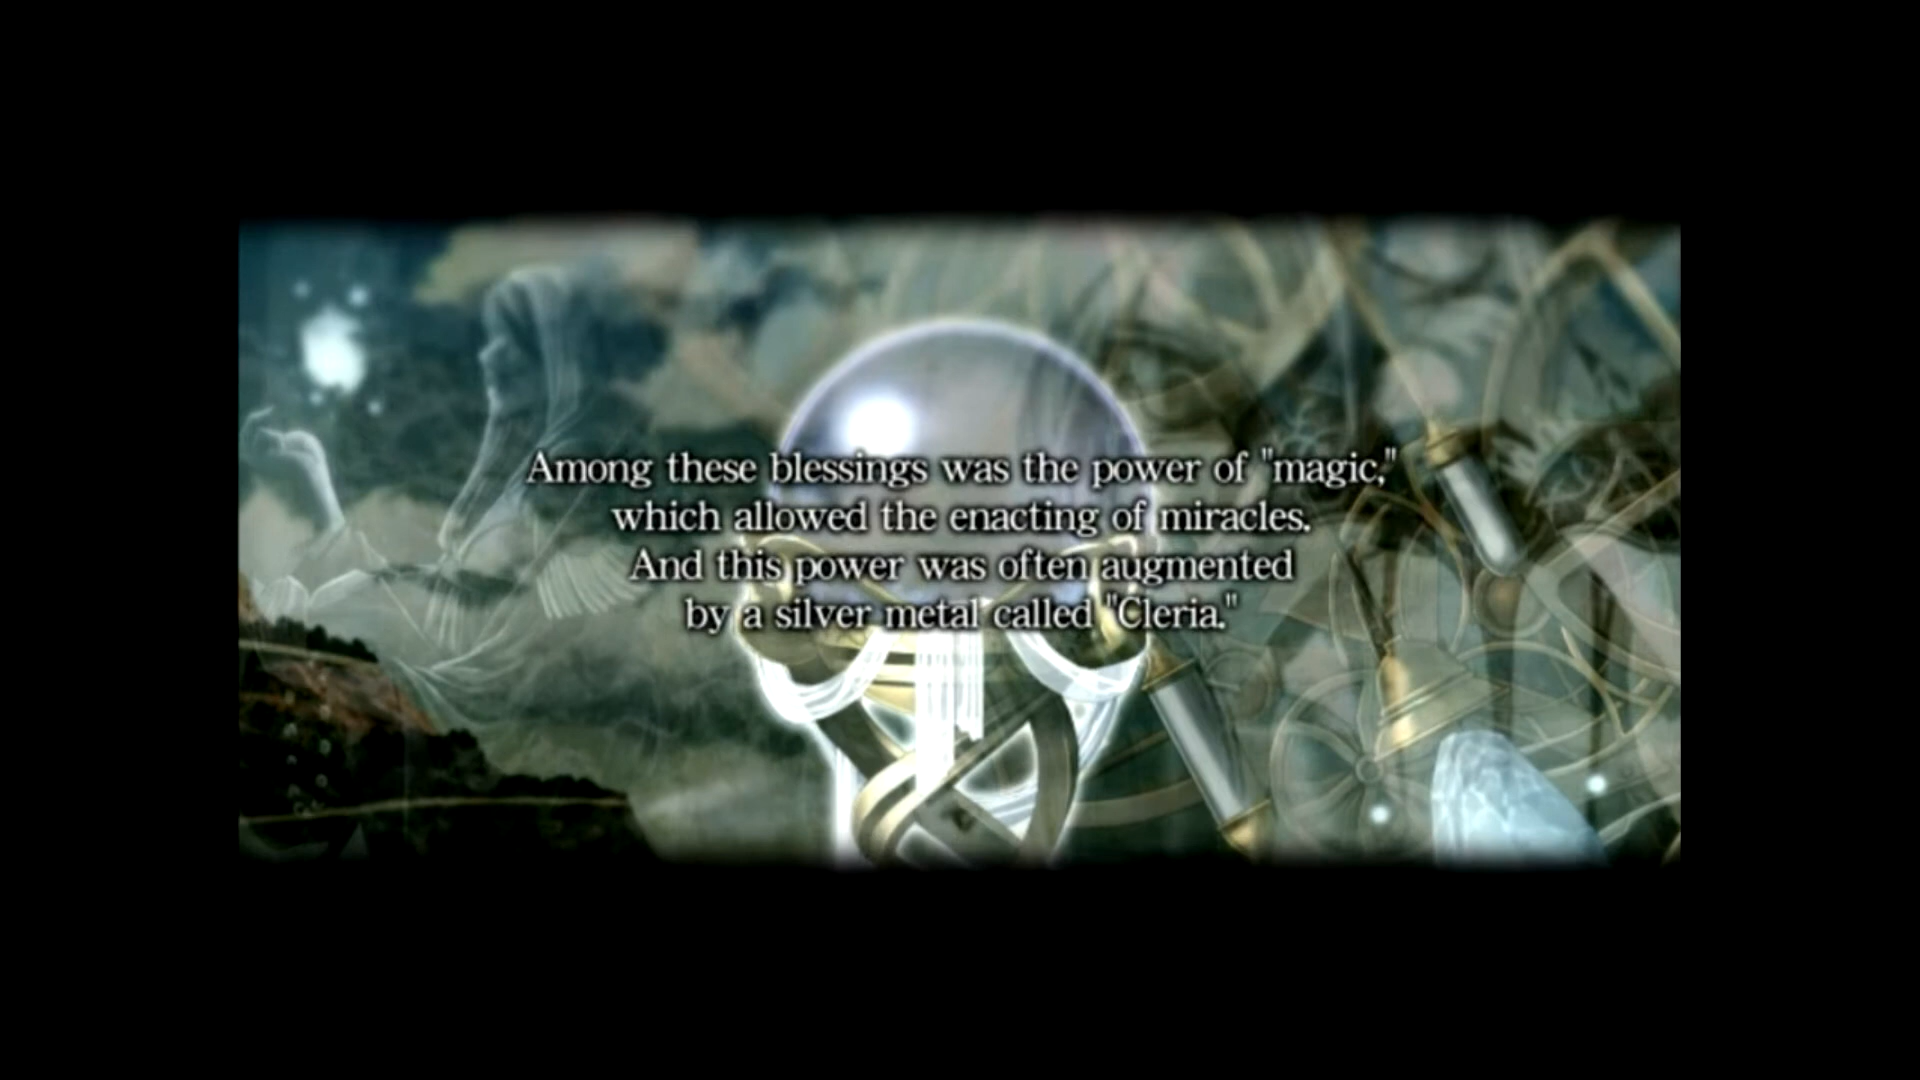 Among these blessings was the power of "magic,"
which allowed the enacting of miracles.
And this power was often augmented
by a silver metal called "Cleria."